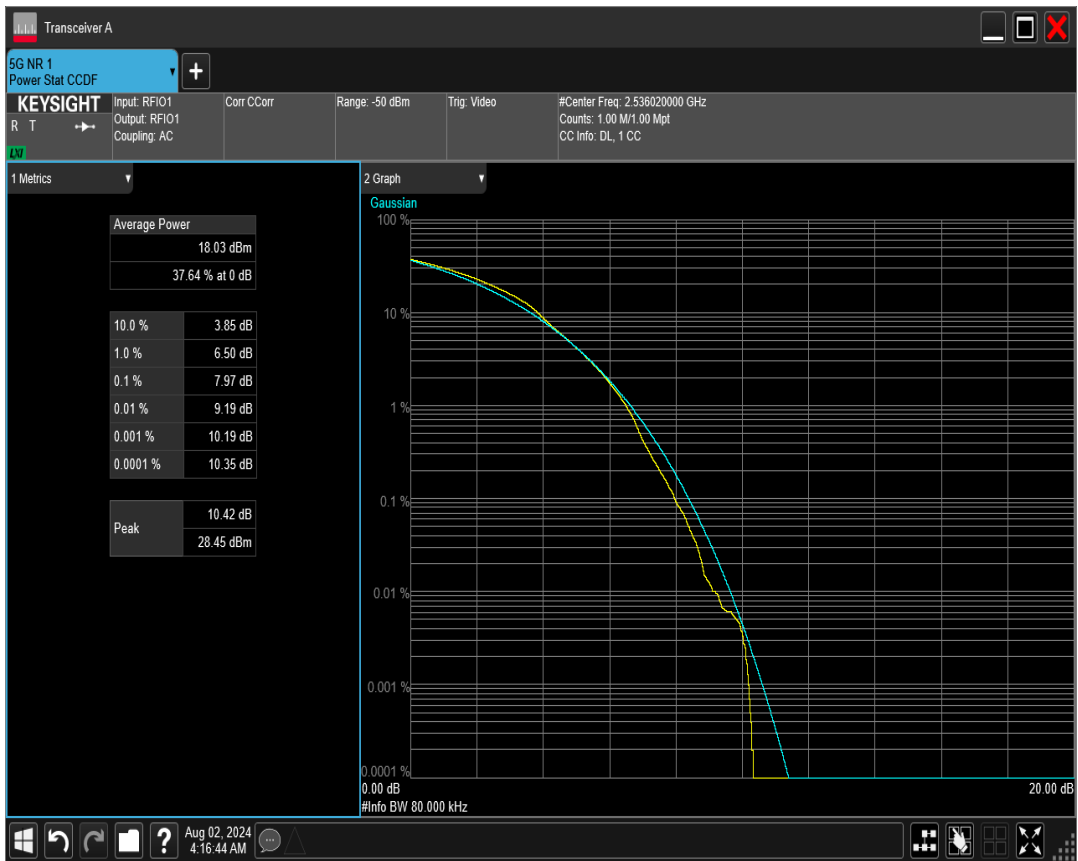 Transceiver A
5G NR 1
Power Stat CCDF
KEYSIGHT
R T
LXI
Input: RFIO1
Output: RFIO1
Coupling: AC
Corr CCorr
Range: -50 dBm
Trig: Video
#Center Freq: 2.536020000 GHz
Counts: 1.00 M/1.00 Mpt
CC Info: DL, 1 CC
1 Metrics
Average Power
18.03 dBm
37.64 % at 0 dB
10.0 % 3.85 dB
1.0 % 6.50 dB
0.1 % 7.97 dB
0.01 % 9.19 dB
0.001 % 10.19 dB
0.0001 % 10.35 dB
Peak
10.42 dB
28.45 dBm
2 Graph
Gaussian
100 %
10 %
1 %
0.1 %
0.01 %
0.001 %
0.0001 %
0.00 dB 20.00 dB
#Info BW 80.000 kHz
Aug 02, 2024
4:16:44 AM